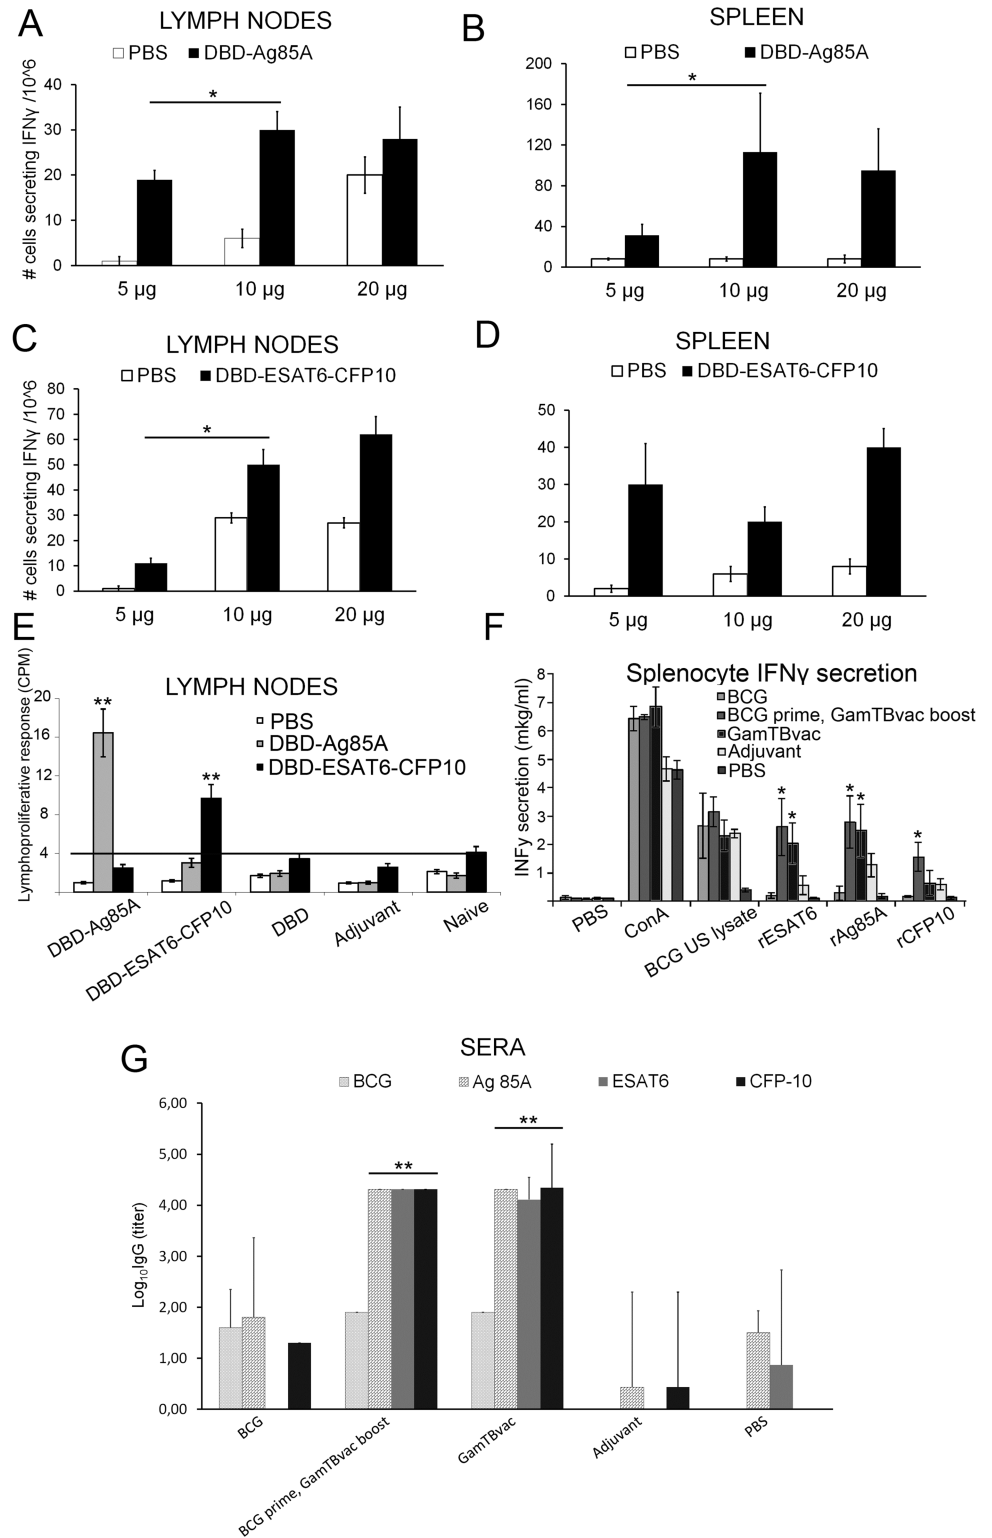 A
LYMPH NODES
PBS DBD-Ag85A
# cells secreting IFNγ /10^6
40
30
20
10
0
*
5 µg 10 µg 20 µg
B
SPLEEN
PBS DBD-Ag85A
200
160
120
80
40
0
*
5 µg 10 µg 20 µg
C
LYMPH NODES
PBS DBD-ESAT6-CFP10
# cells secreting IFNγ /10^6
80
70
60
50
40
30
20
10
0
*
5 µg 10 µg 20 µg
D
SPLEEN
PBS DBD-ESAT6-CFP10
50
40
30
20
10
0
5 µg 10 µg 20 µg
E
LYMPH NODES
PBS
DBD-Ag85A
DBD-ESAT6-CFP10
Lymphoproliferative response (CPM)
20
16
12
8
4
0
**
**
DBD-Ag85A DBD-ESAT6-CFP10 DBD Adjuvant Naive
F
Splenocyte IFNγ secretion
BCG
BCG prime, GamTBvac boost
GamTBvac
Adjuvant
PBS
INFγ secretion (mkg/ml)
8
7
6
5
4
3
2
1
* * * * *
PBS ConA BCG US lysate rESAT6 rAg85A rCFP10
G
SERA
BCG Ag 85A ESAT6 CFP-10
Log10IgG (titer)
6,00
5,00
4,00
3,00
2,00
1,00
0,00
**
**
BCG BCG prime, GamTBvac boost GamTBvac Adjuvant PBS